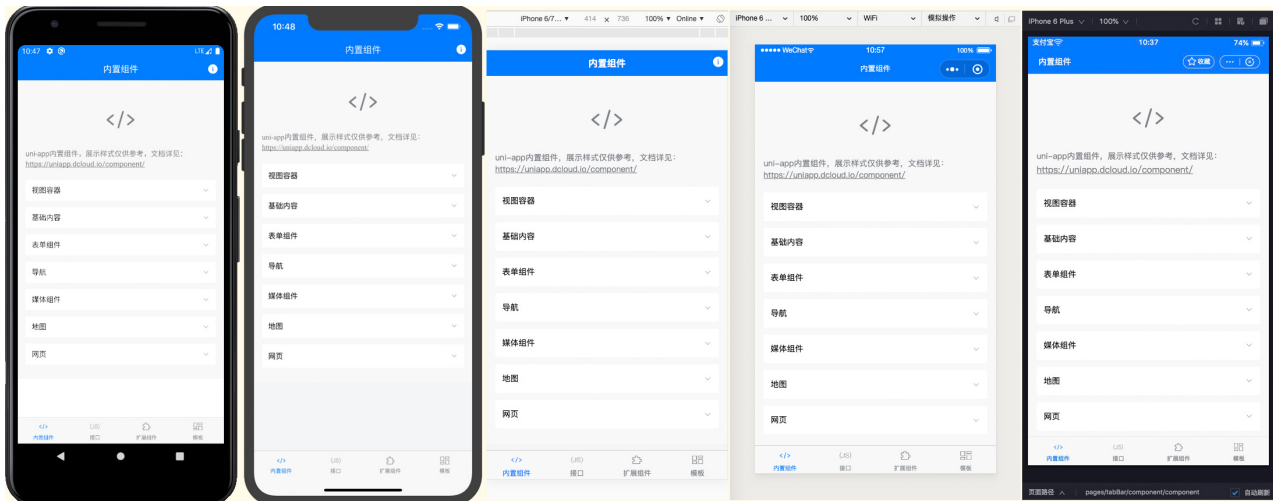 10:47
LTE
内置组件
</>
uni-app内置组件，展示样式仅供参考，文档详见：
https://uniapp.dcloud.io/component/
视图容器
基础内容
表单组件
导航
媒体组件
地图
网页
</>
(JS)
内置组件
接口
扩展组件
模板
10:48
内置组件
</>
uni-app内置组件，展示样式仅供参考，文档详见：
https://uniapp.dcloud.io/component/
视图容器
基础内容
表单组件
导航
媒体组件
地图
网页
</>
(JS)
内置组件
接口
扩展组件
模板
iPhone 6/7... ▼ 414 x 736 100% ▼ Online ▼
内置组件
</>
uni-app内置组件，展示样式仅供参考，文档详见：
https://uniapp.dcloud.io/component/
视图容器
基础内容
表单组件
导航
媒体组件
地图
网页
</>
(JS)
内置组件
接口
扩展组件
模板
iPhone 6 ... 100% WiFi 模拟操作
WeChat 10:57 100%
内置组件
</>
uni-app内置组件，展示样式仅供参考，文档详见：
https://uniapp.dcloud.io/component/
视图容器
基础内容
表单组件
导航
媒体组件
地图
网页
</>
(JS)
内置组件
接口
扩展组件
模板
iPhone 6 Plus 100%
支付宝 10:37 74%
内置组件 收藏
</>
uni-app内置组件，展示样式仅供参考，文档详见：
https://uniapp.dcloud.io/component/
视图容器
基础内容
表单组件
导航
媒体组件
地图
网页
</>
(JS)
内置组件
接口
扩展组件
模板
页面路径 pages/tabBar/component/component 自动刷新